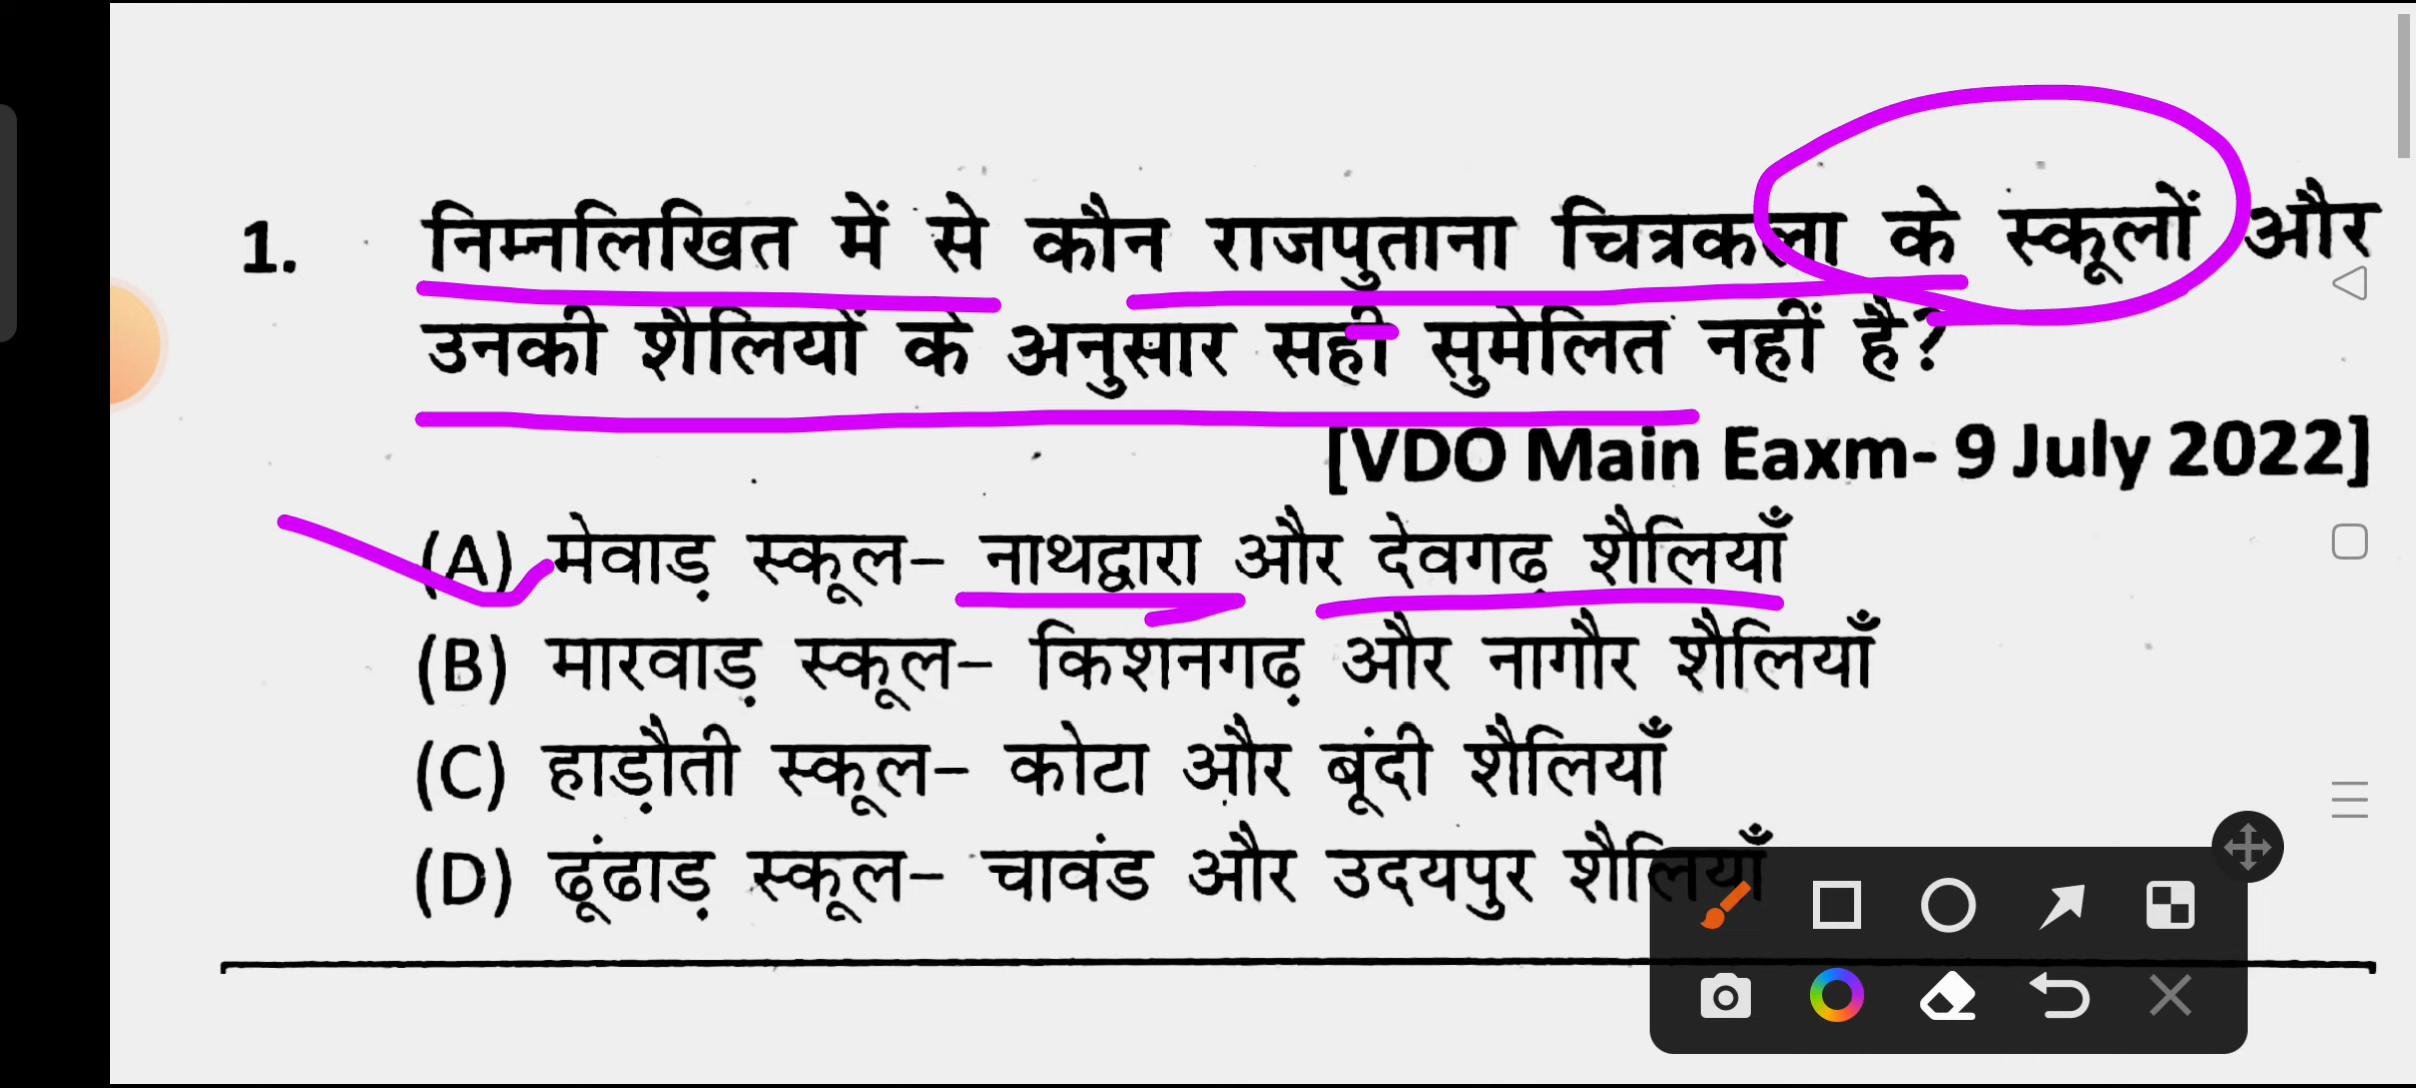 1. निम्नलिखित में से कौन राजपुताना चित्रकला के स्कूलों और
उनकी शैलियों के अनुसार सही सुमेलित नहीं है?
[VDO Main Eaxm- 9 July 2022]
(A) मेवाड़ स्कूल- नाथद्वारा और देवगढ़ शैलियाँ
(B) मारवाड़ स्कूल- किशनगढ़ और नागौर शैलियाँ
(C) हाड़ौती स्कूल- कोटा और बूंदी शैलियाँ
(D) ढूंढाड़ स्कूल- चावंड और उदयपुर शैलियाँ